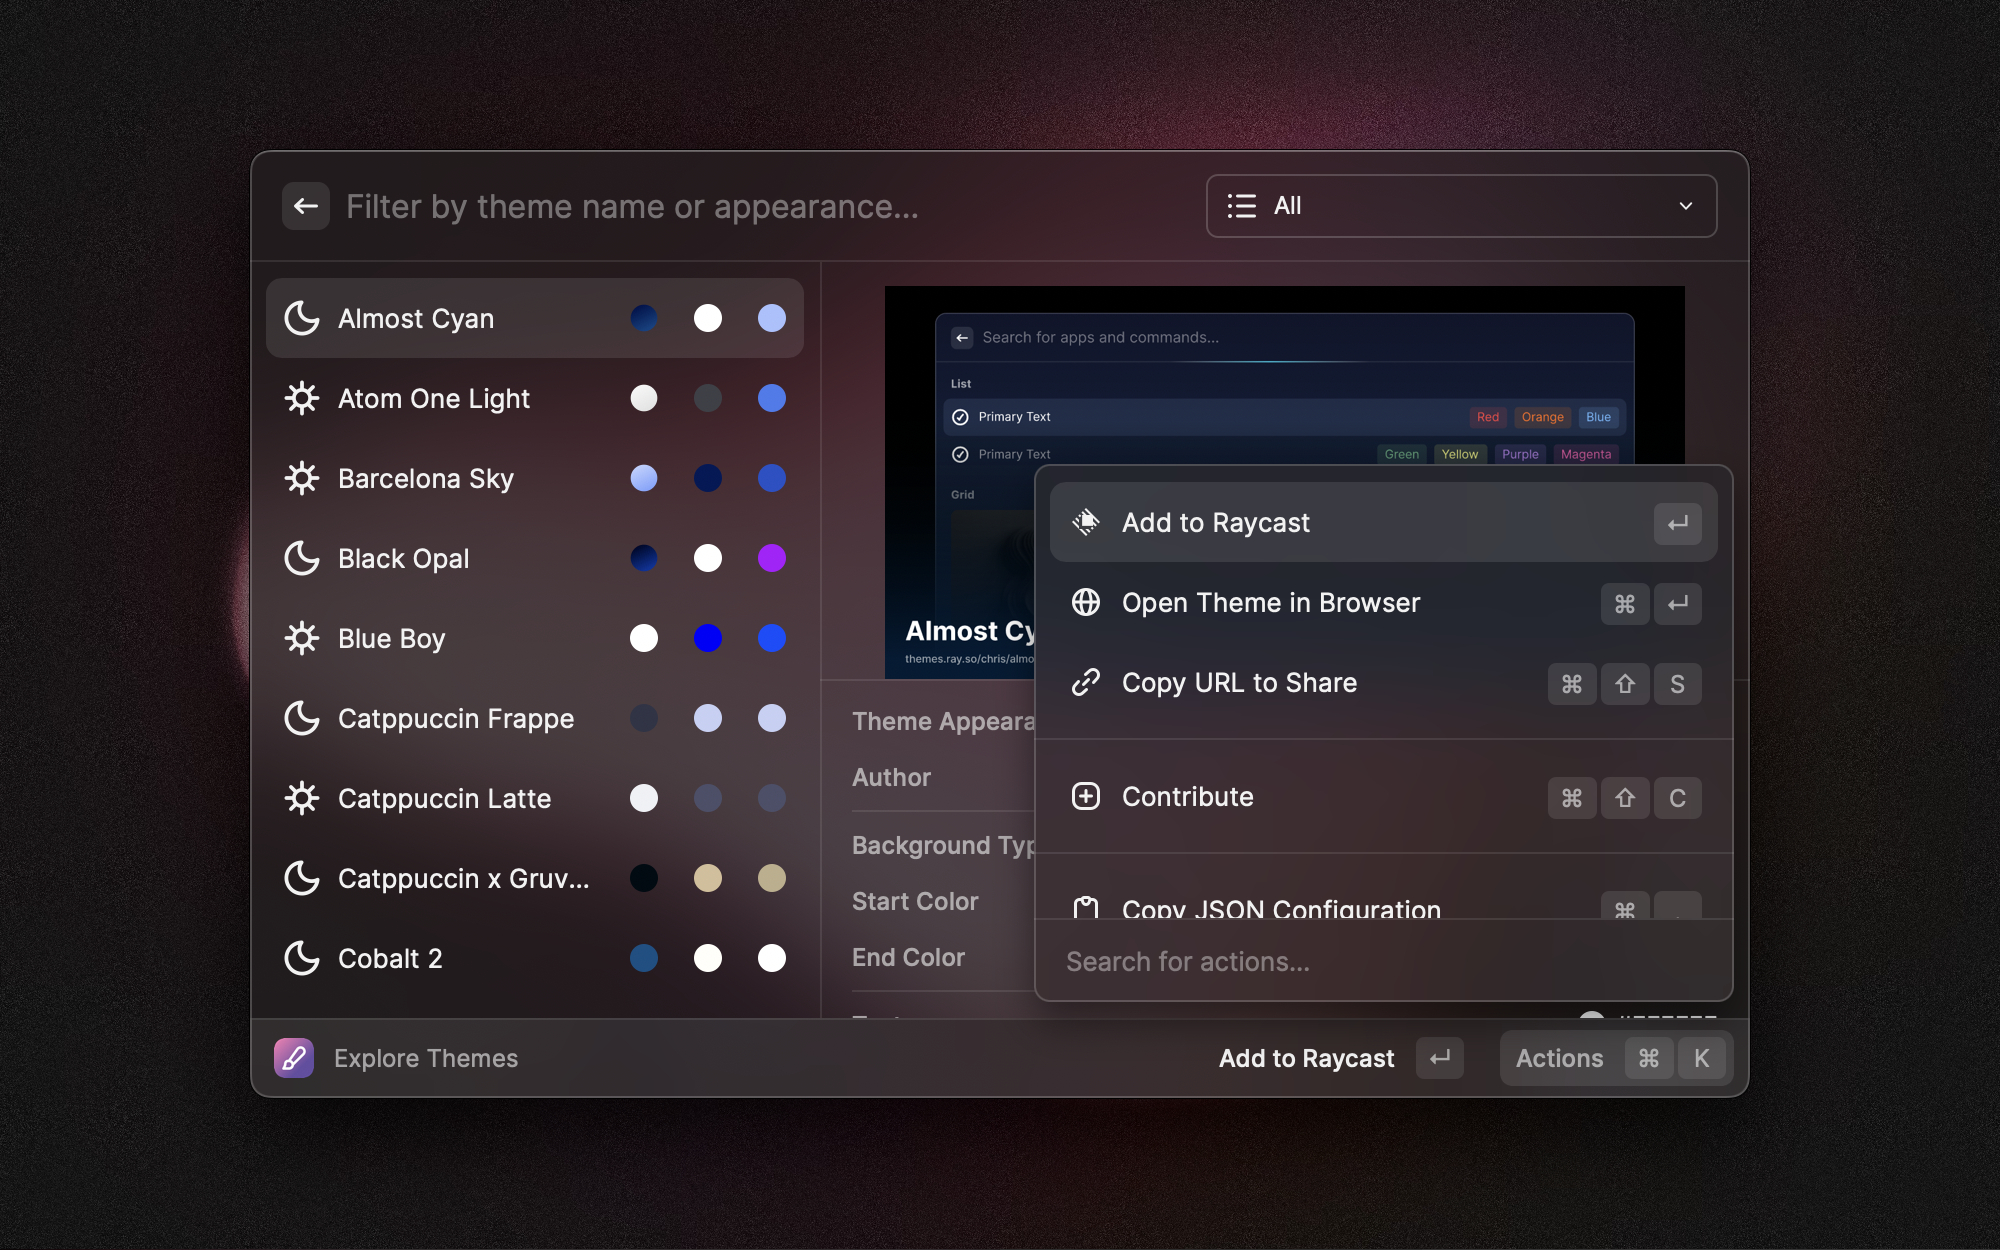 Filter by theme name or appearance...
All
Almost Cyan
Atom One Light
Barcelona Sky
Black Opal
Blue Boy
Catppuccin Frappe
Catppuccin Latte
Catppuccin x Gruv...
Cobalt 2
Search for apps and commands...
List
Primary Text Red Orange Blue
Primary Text Green Yellow Purple Magenta
Grid
Almost Cy
themes.ray.so/chris/almo
Theme Appeara
Author
Background Typ
Start Color
End Color
Add to Raycast
Open Theme in Browser ⌘
Copy URL to Share ⌘ ⇧ S
Contribute ⌘ ⇧ C
Copy JSON Configuration ⌘
Search for actions...
Explore Themes
Add to Raycast
Actions ⌘ K